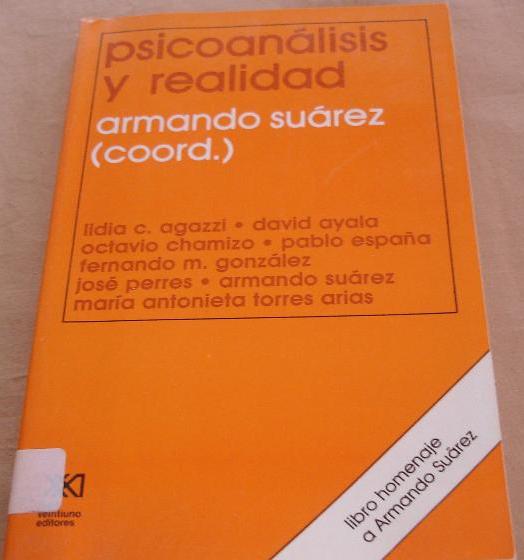 psicoanálisis
y realidad
armando suárez
(coord.)
lidia c. agazzi • david ayala
octavio chamizo • pablo españa
fernando m. gonzález
josé perres • armando suárez
maría antonieta torres arias
libro homenaje
a Armando Suárez
veintiuno
editores